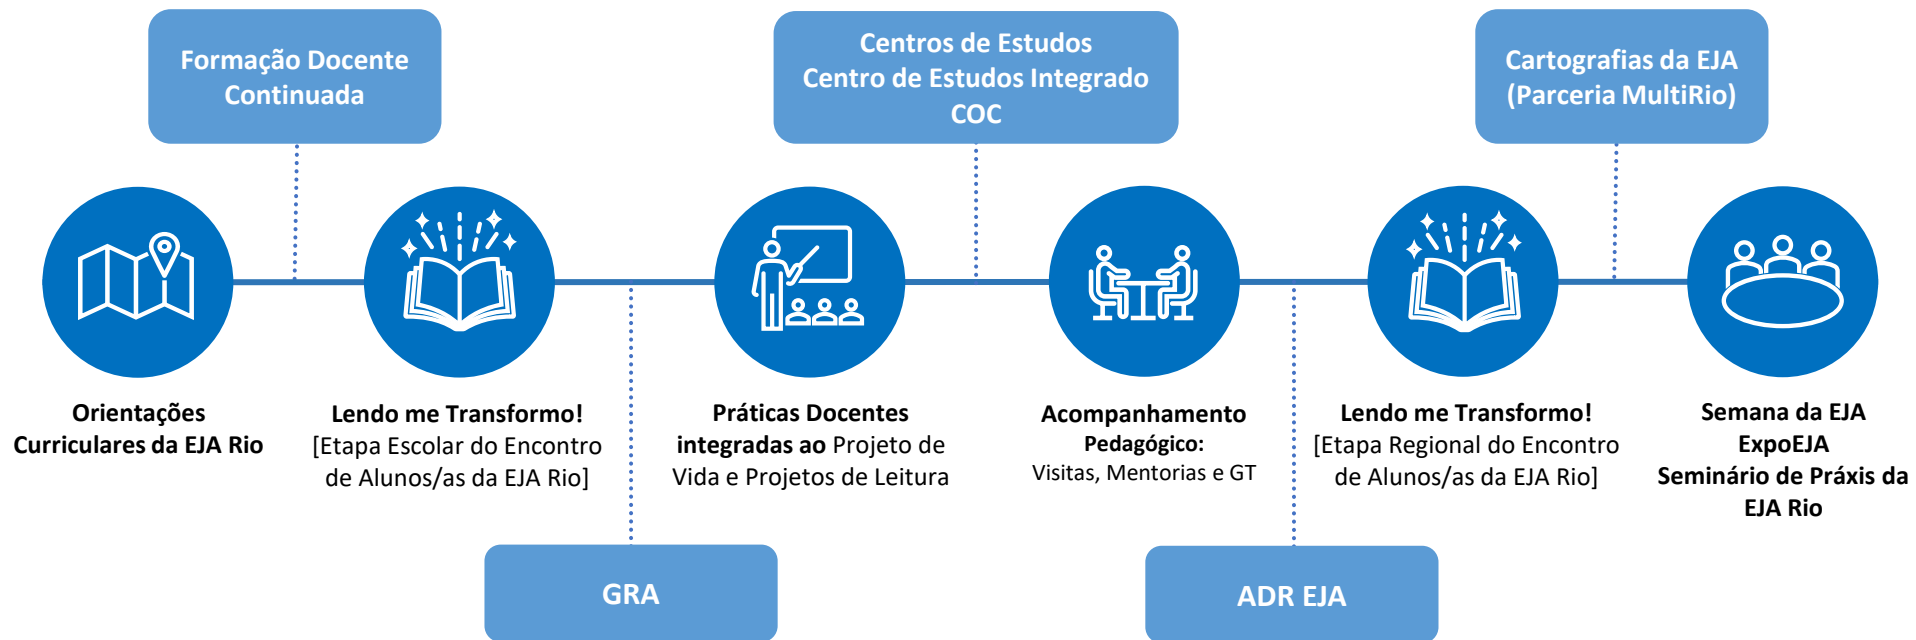 Formação Docente
Continuada
Centros de Estudos
Centro de Estudos Integrado
COC
Cartografias da EJA
(Parceria MultiRio)
Orientações
Curriculares da EJA Rio
Lendo me Transformo!
[Etapa Escolar do Encontro
de Alunos/as da EJA Rio]
Práticas Docentes
integradas ao Projeto de
Vida e Projetos de Leitura
Acompanhamento
Pedagógico:
Visitas, Mentorias e GT
Lendo me Transformo!
[Etapa Regional do Encontro
de Alunos/as da EJA Rio]
Semana da EJA
ExpoEJA
Seminário de Práxis da
EJA Rio
GRA
ADR EJA